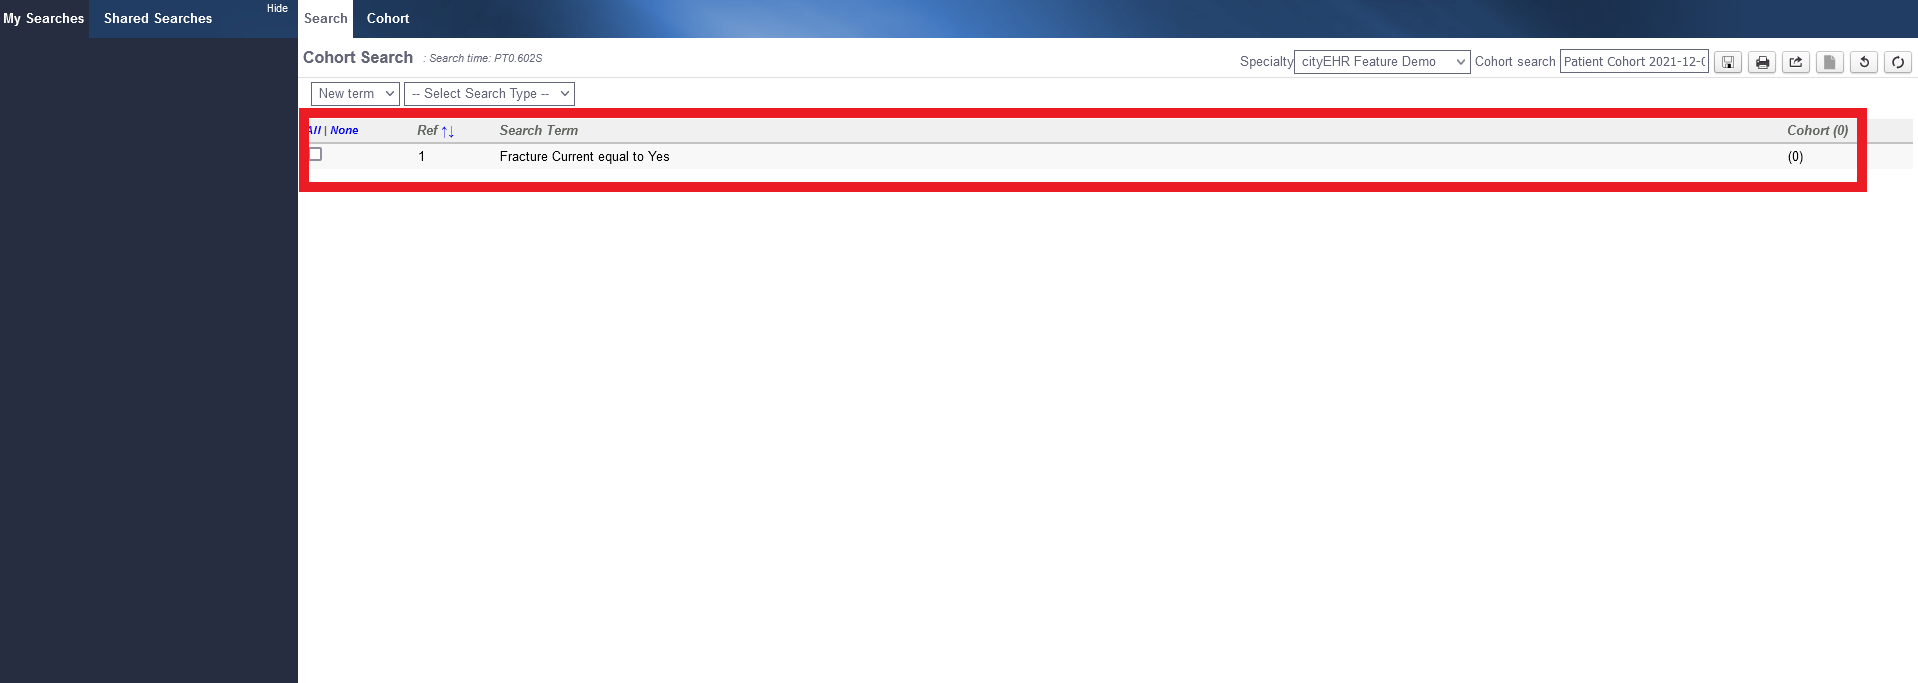 My Searches Shared Searches Hide Search Cohort
Cohort Search : Search time: PT0.602S Specialty cityEHR Feature Demo Cohort search Patient Cohort 2021-12-
New term -- Select Search Type --
All | None Ref ↑↓ Search Term Cohort (0)
1 Fracture Current equal to Yes (0)